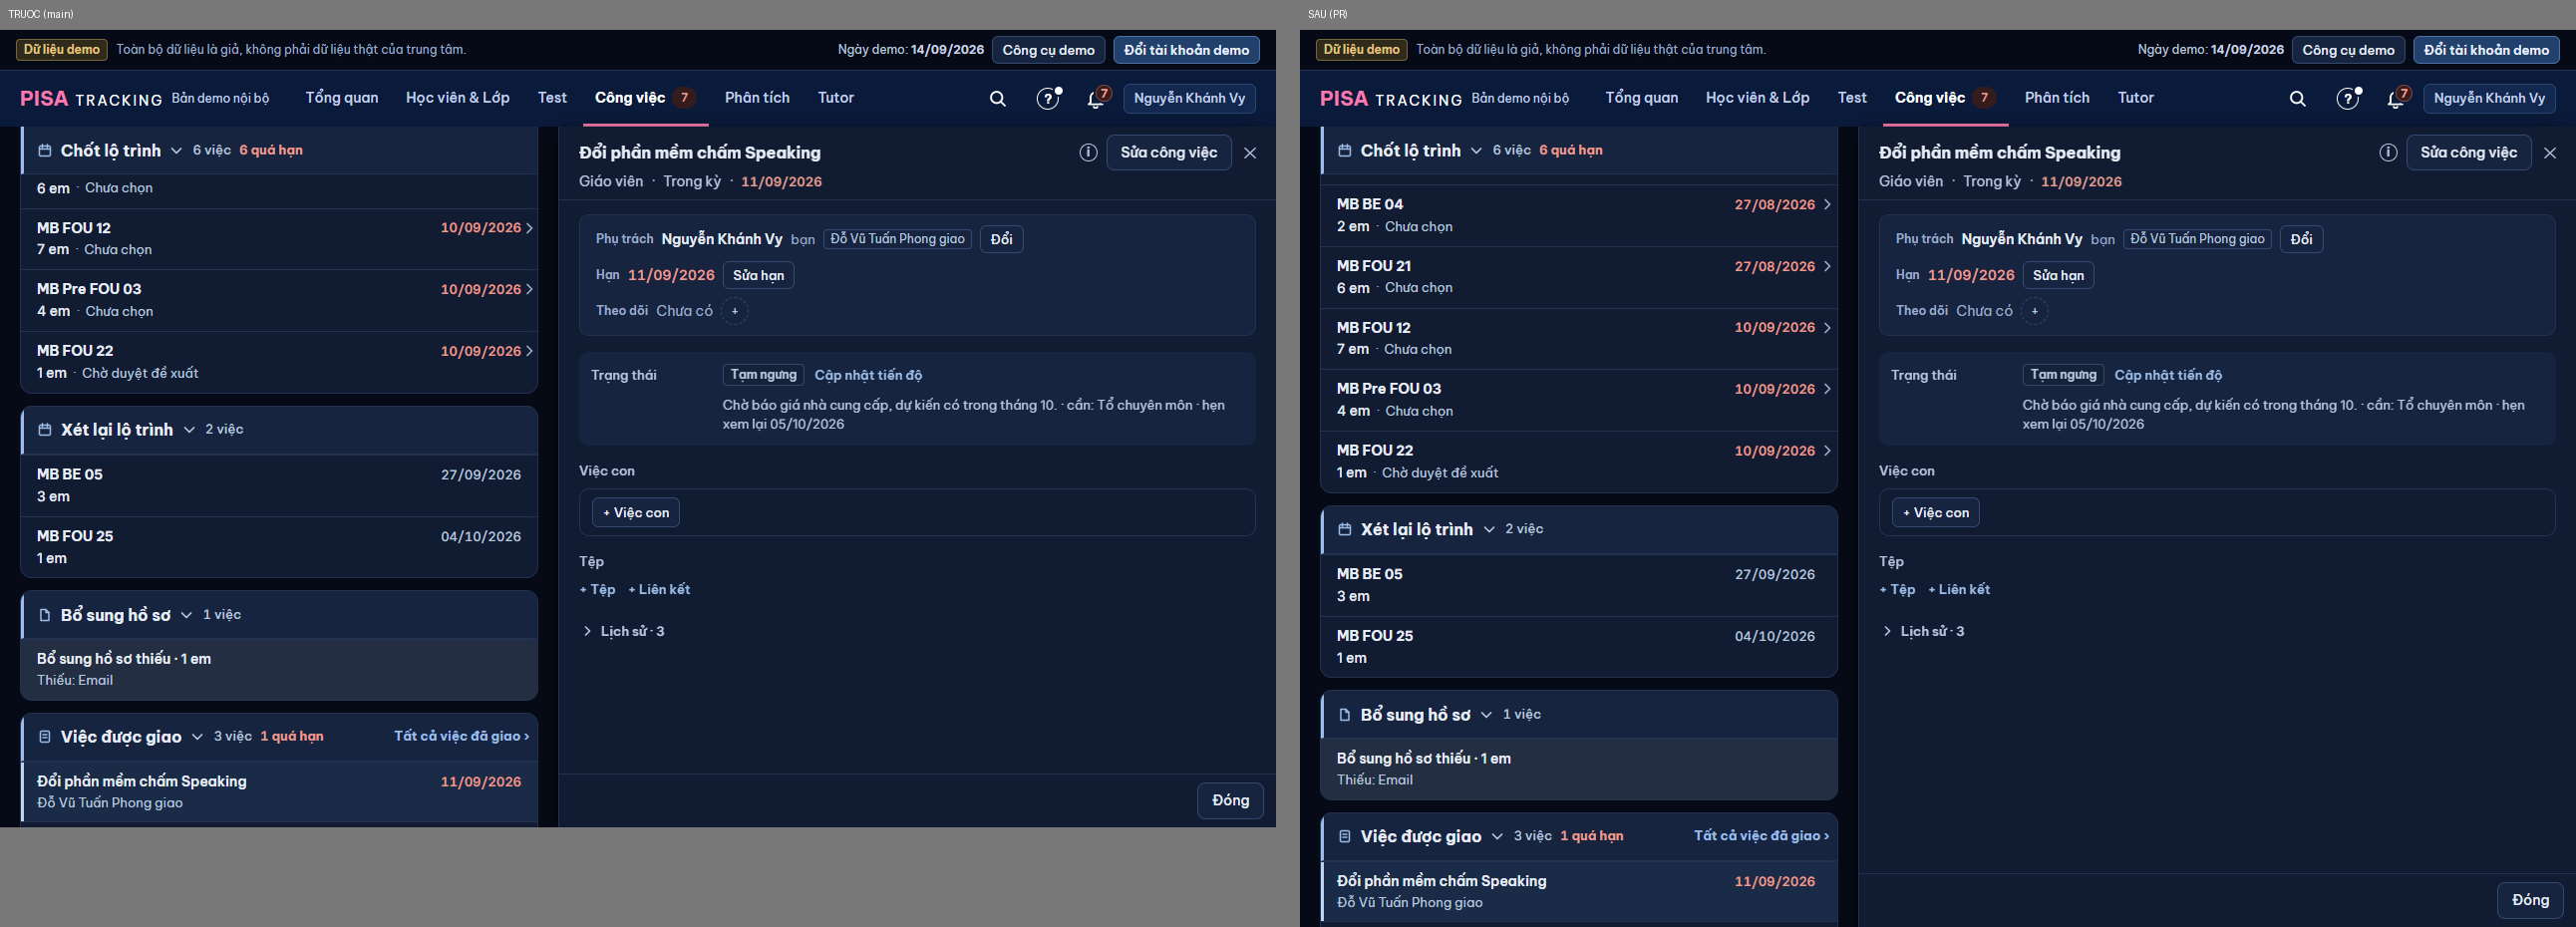 TRUOC (main)
Dữ liệu demo Toàn bộ dữ liệu là giả, không phải dữ liệu thật của trung tâm. Ngày demo: 14/09/2026 Công cụ demo Đổi tài khoản demo
PISA TRACKING Bản demo nội bộ Tổng quan Học viên & Lớp Test Công việc 7 Phân tích Tutor ? 7 Nguyễn Khánh Vy
Chốt lộ trình 6 việc 6 quá hạn
6 em · Chưa chọn
MB FOU 12 10/09/2026
7 em · Chưa chọn
MB Pre FOU 03 10/09/2026
4 em · Chưa chọn
MB FOU 22 10/09/2026
1 em · Chờ duyệt đề xuất
Xét lại lộ trình 2 việc
MB BE 05 27/09/2026
3 em
MB FOU 25 04/10/2026
1 em
Bổ sung hồ sơ 1 việc
Bổ sung hồ sơ thiếu · 1 em
Thiếu: Email
Việc được giao 3 việc 1 quá hạn Tất cả việc đã giao ›
Đổi phần mềm chấm Speaking 11/09/2026
Đỗ Vũ Tuấn Phong giao
Đổi phần mềm chấm Speaking Sửa công việc
Giáo viên · Trong kỳ · 11/09/2026
Phụ trách Nguyễn Khánh Vy bạn Đỗ Vũ Tuấn Phong giao Đổi
Hạn 11/09/2026 Sửa hạn
Theo dõi Chưa có +
Trạng thái Tạm ngưng Cập nhật tiến độ
Chờ báo giá nhà cung cấp, dự kiến có trong tháng 10. · cần: Tổ chuyên môn · hẹn
xem lại 05/10/2026
Việc con
+ Việc con
Tệp
+ Tệp + Liên kết
Lịch sử · 3
Đóng
SAU (PR)
Dữ liệu demo Toàn bộ dữ liệu là giả, không phải dữ liệu thật của trung tâm. Ngày demo: 14/09/2026 Công cụ demo Đổi tài khoản demo
PISA TRACKING Bản demo nội bộ Tổng quan Học viên & Lớp Test Công việc 7 Phân tích Tutor ? 7 Nguyễn Khánh Vy
Chốt lộ trình 6 việc 6 quá hạn
MB BE 04 27/08/2026
2 em · Chưa chọn
MB FOU 21 27/08/2026
6 em · Chưa chọn
MB FOU 12 10/09/2026
7 em · Chưa chọn
MB Pre FOU 03 10/09/2026
4 em · Chưa chọn
MB FOU 22 10/09/2026
1 em · Chờ duyệt đề xuất
Xét lại lộ trình 2 việc
MB BE 05 27/09/2026
3 em
MB FOU 25 04/10/2026
1 em
Bổ sung hồ sơ 1 việc
Bổ sung hồ sơ thiếu · 1 em
Thiếu: Email
Việc được giao 3 việc 1 quá hạn Tất cả việc đã giao ›
Đổi phần mềm chấm Speaking 11/09/2026
Đỗ Vũ Tuấn Phong giao
Đổi phần mềm chấm Speaking Sửa công việc
Giáo viên · Trong kỳ · 11/09/2026
Phụ trách Nguyễn Khánh Vy bạn Đỗ Vũ Tuấn Phong giao Đổi
Hạn 11/09/2026 Sửa hạn
Theo dõi Chưa có +
Trạng thái Tạm ngưng Cập nhật tiến độ
Chờ báo giá nhà cung cấp, dự kiến có trong tháng 10. · cần: Tổ chuyên môn · hẹn
xem lại 05/10/2026
Việc con
+ Việc con
Tệp
+ Tệp + Liên kết
Lịch sử · 3
Đóng